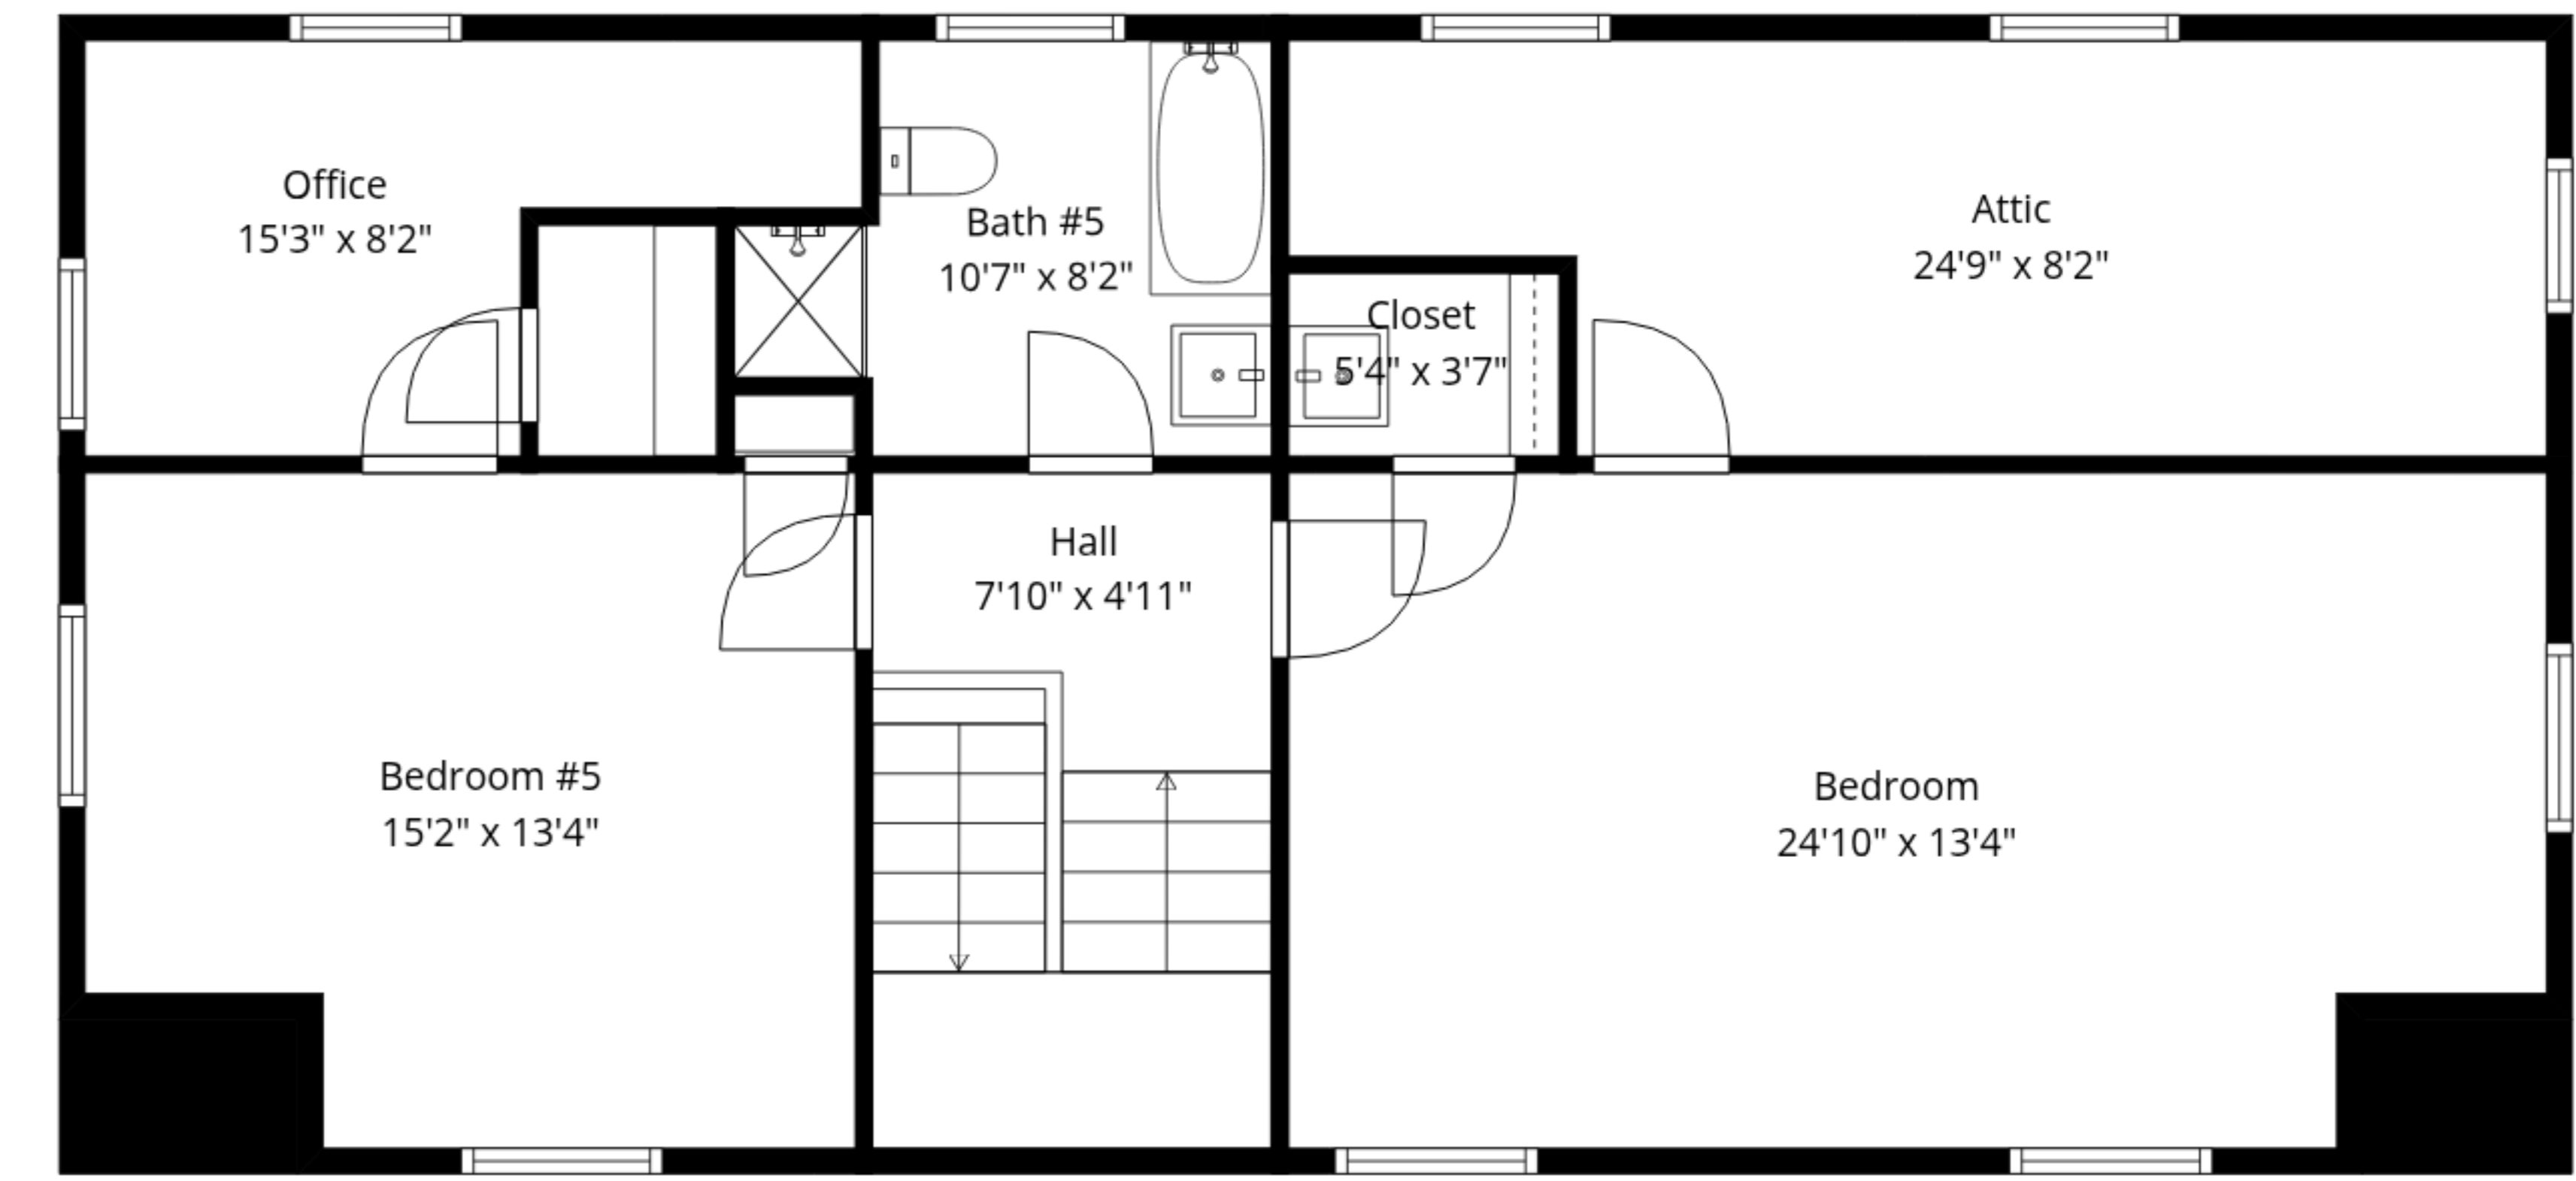 Office
15'3" x 8'2"
Bath #5
10'7" x 8'2"
Attic
24'9" x 8'2"
Closet
5'4" x 3'7"
Hall
7'10" x 4'11"
Bedroom #5
15'2" x 13'4"
Bedroom
24'10" x 13'4"